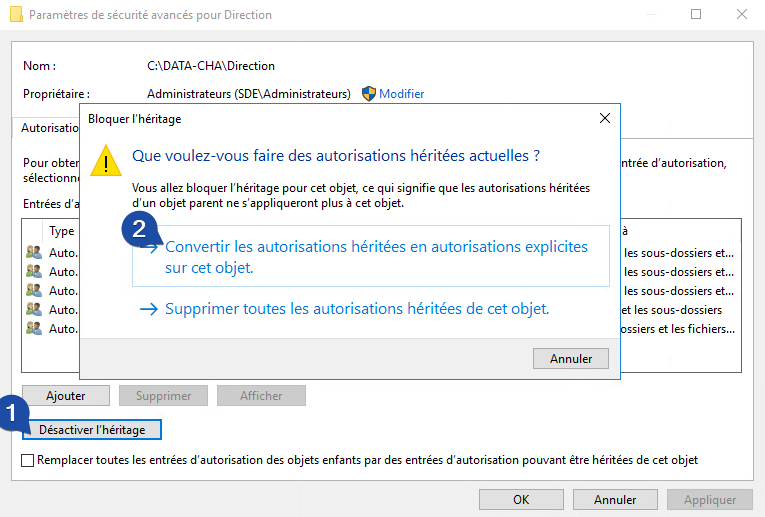 Paramètres de sécurité avancés pour Direction
Nom :
C:\DATA-CHA\Direction
Propriétaire :
Administrateurs (SDE\Administrateurs)
Modifier
Bloquer l'héritage
Autorisatio
Que voulez-vous faire des autorisations héritées actuelles ?
Pour obten
ntrée d'autorisation,
sélectionne
Vous allez bloquer l'héritage pour cet objet, ce qui signifie que les autorisations héritées
d'un objet parent ne s'appliqueront plus à cet objet.
Entrées d'a
2
Type
à
Convertir les autorisations héritées en autorisations explicites
sur cet objet.
Auto...
les sous-dossiers et...
Auto...
les sous-dossiers et...
Auto...
les sous-dossiers et...
Auto...
et les sous-dossiers
Auto...
ossiers et les fichiers...
Supprimer toutes les autorisations héritées de cet objet.
Annuler
Ajouter
Supprimer
Afficher
1
Désactiver l'héritage
Remplacer toutes les entrées d'autorisation des objets enfants par des entrées d'autorisation pouvant être héritées de cet objet
OK
Annuler
Appliquer